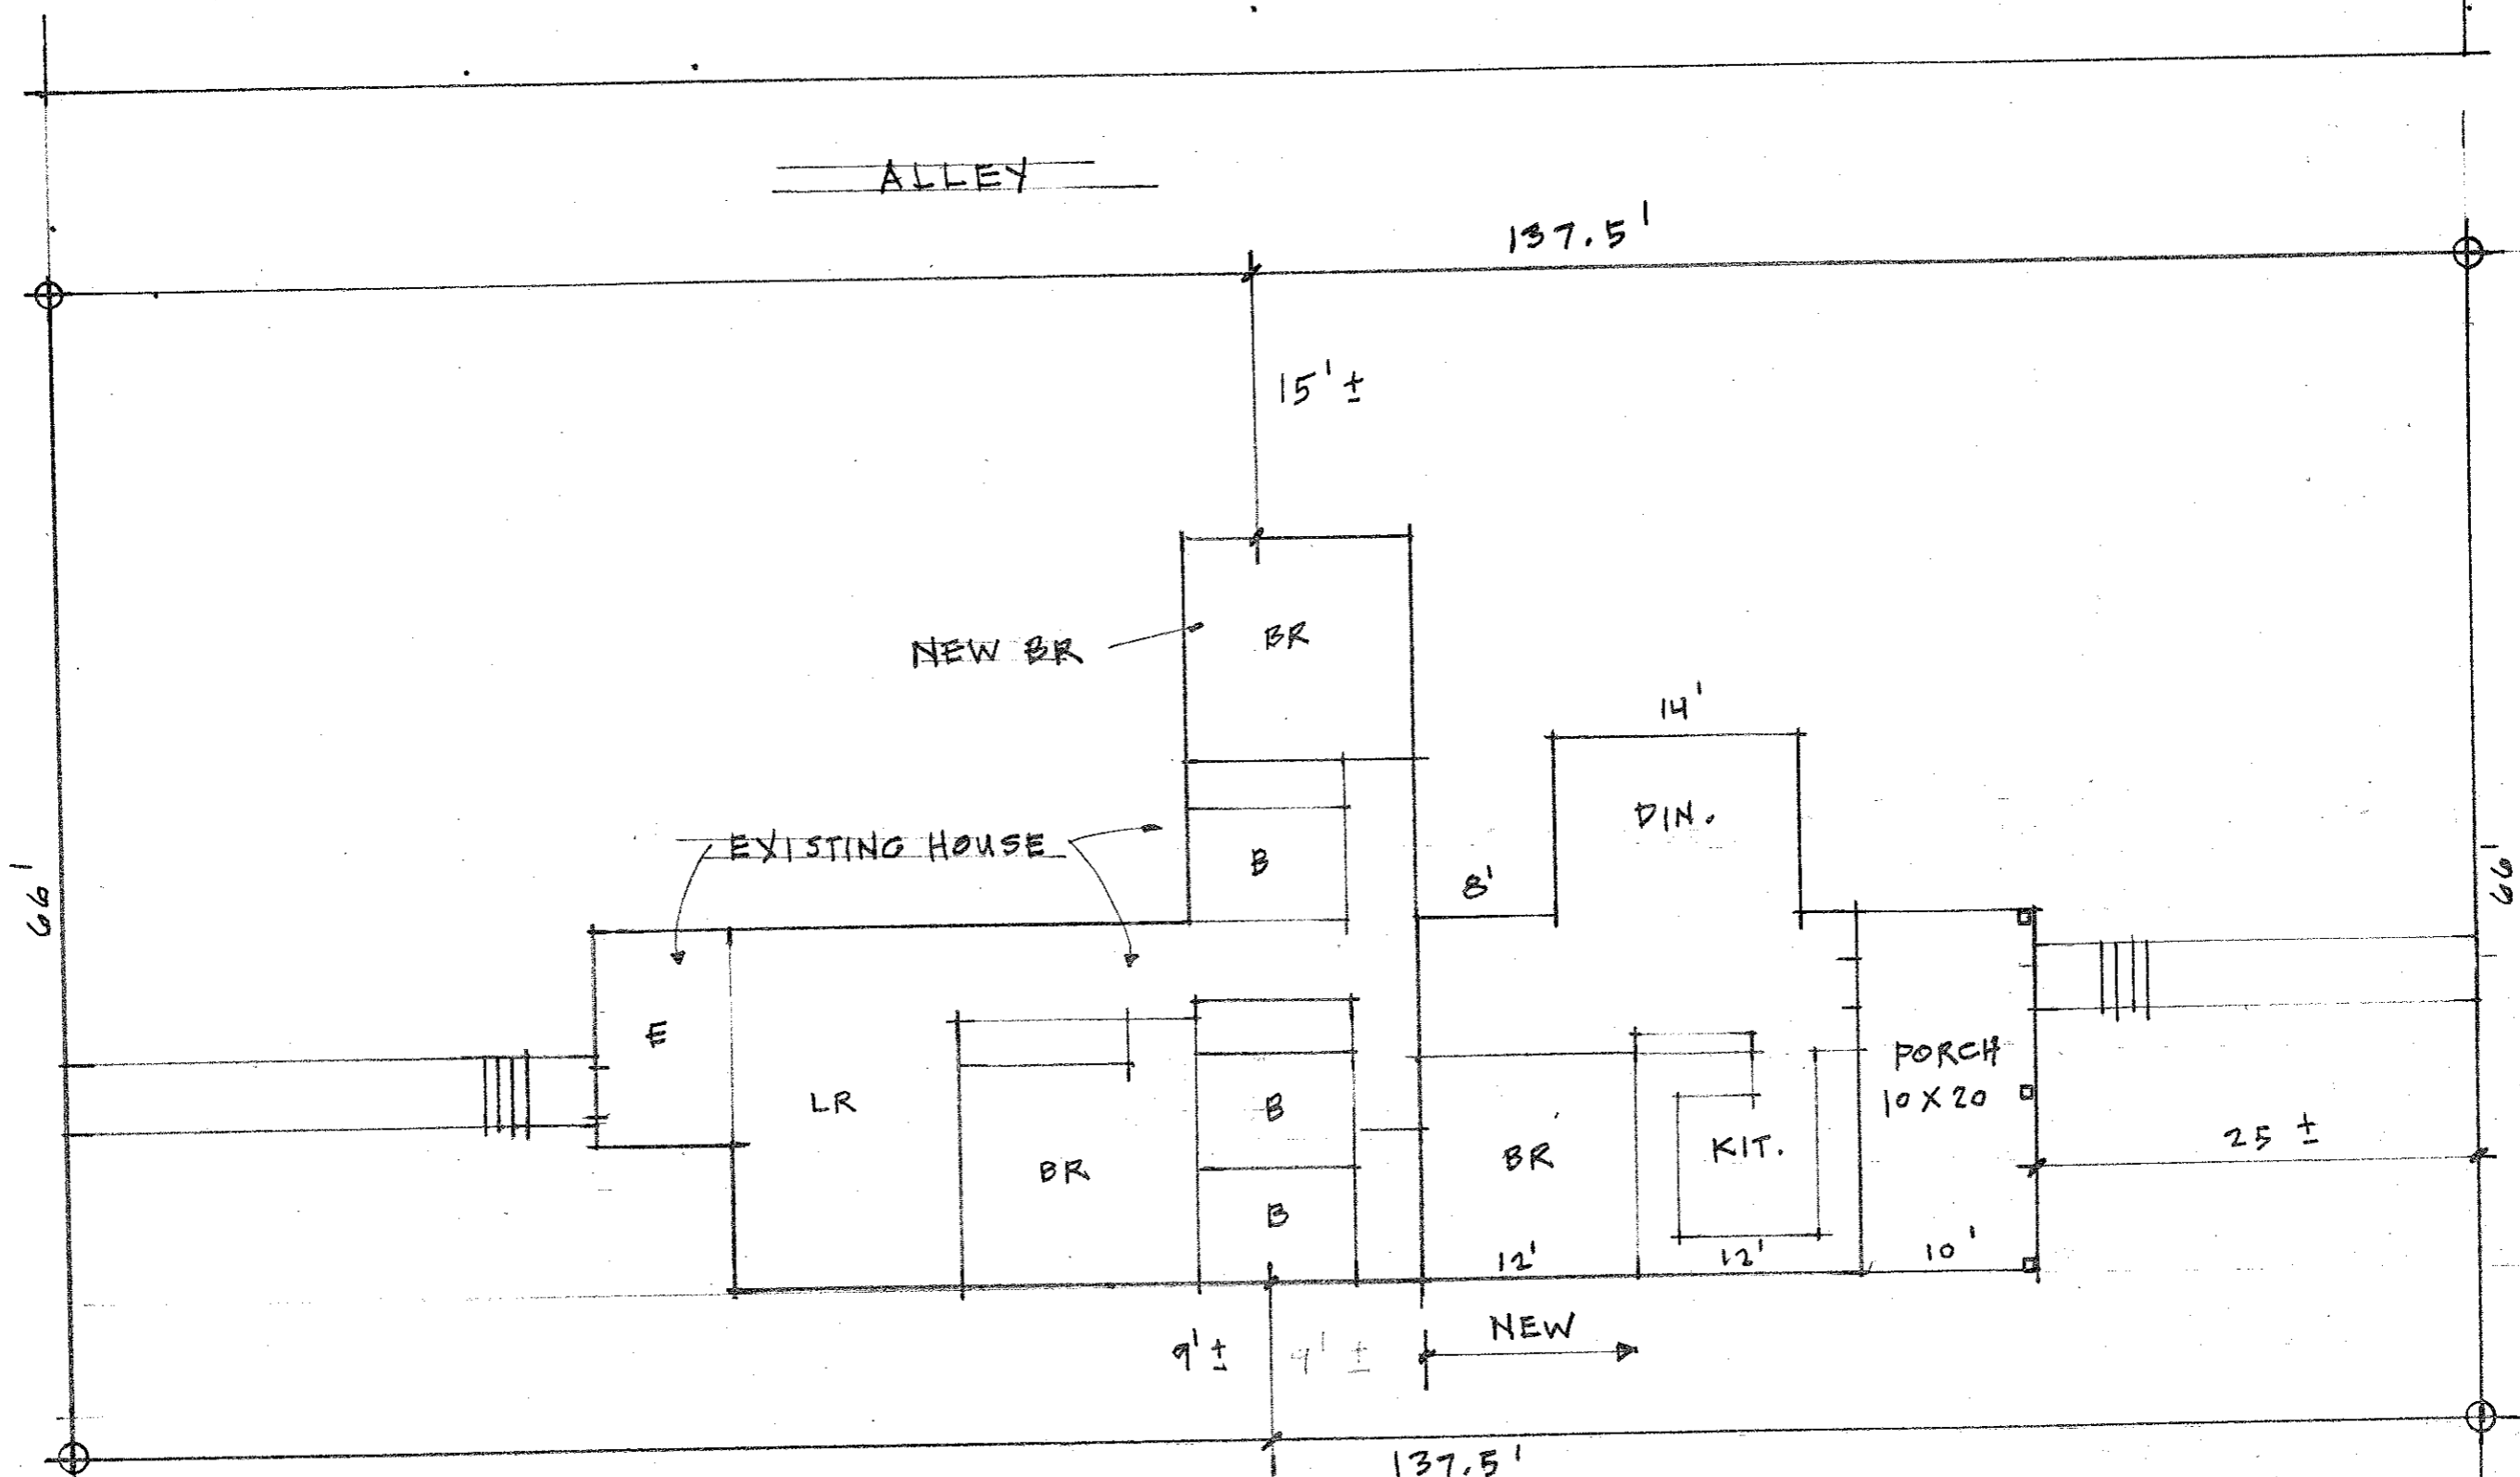 ALLEY
137.5'
15'±
NEW BR
BR
14'
DIN.
EXISTING HOUSE
B
8'
66'
66'
E
LR
BR
B
B
BR
KIT.
PORCH
10 X 20
25 ±
12'
12'
10'
9'±
9'±
NEW
137.5'